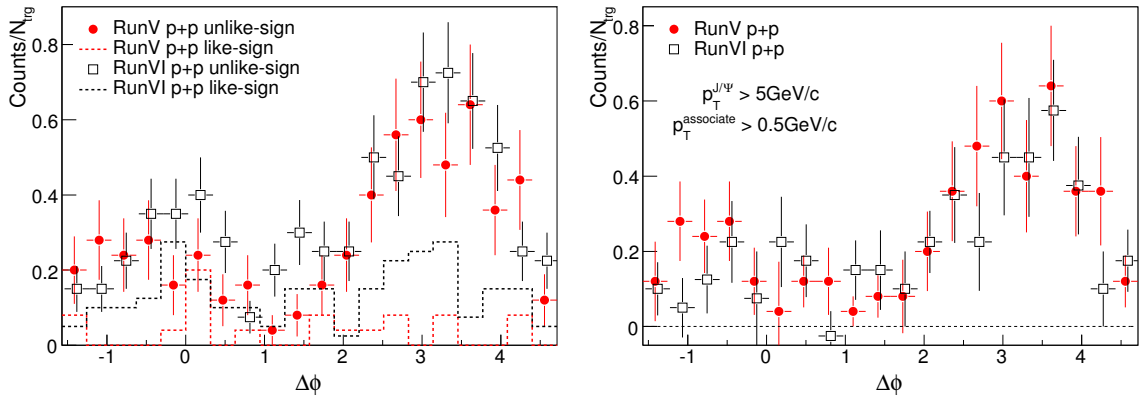 Counts/N_trg
0.8
0.6
0.4
0.2
0
RunV p+p unlike-sign
RunV p+p like-sign
RunVI p+p unlike-sign
RunVI p+p like-sign
-1 0 1 2 3 4
Δϕ
Counts/N_trg
0.8
0.6
0.4
0.2
0
RunV p+p
RunVI p+p
p_T^J/Ψ > 5GeV/c
p_T^associate > 0.5GeV/c
-1 0 1 2 3 4
Δϕ